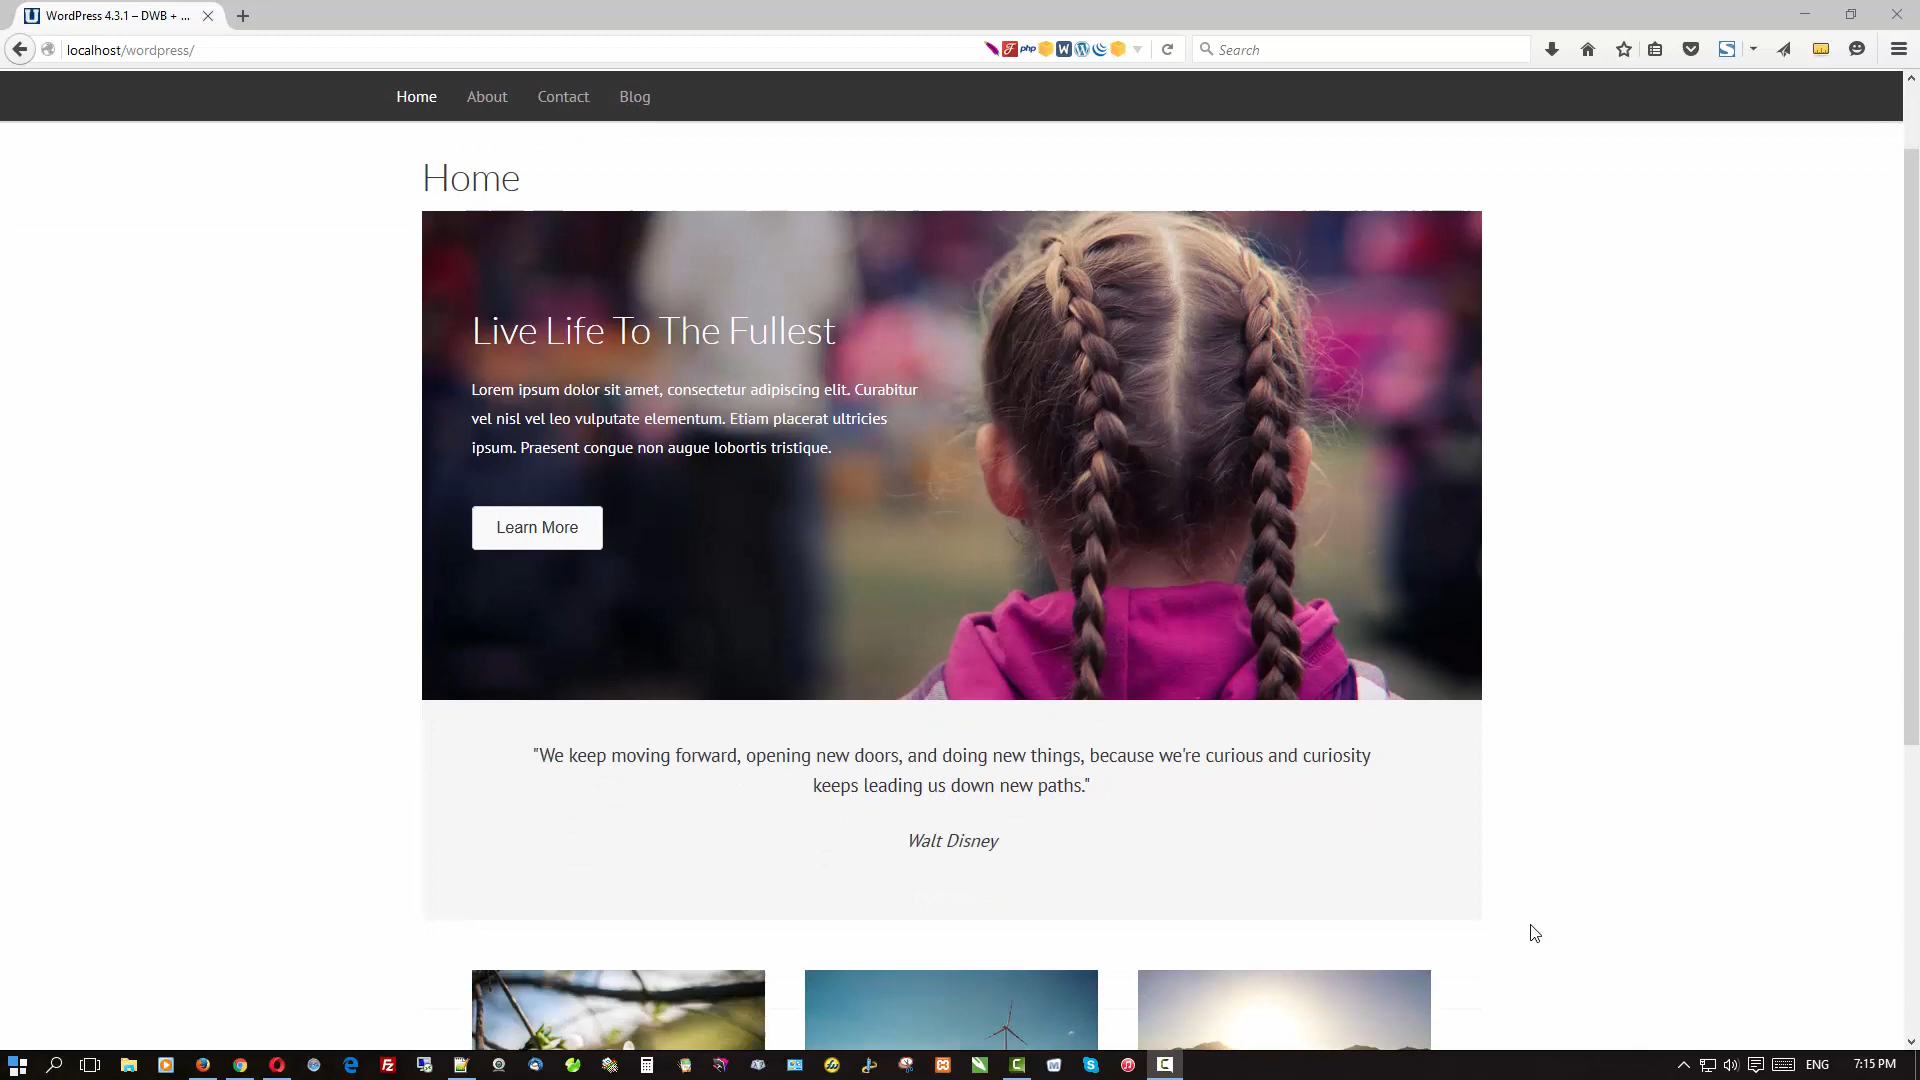 WordPress 4.3.1 – DWB + ...
localhost/wordpress/
php
W
Search
Home
About
Contact
Blog
Home
Live Life To The Fullest
Lorem ipsum dolor sit amet, consectetur adipiscing elit. Curabitur
vel nisl vel leo vulputate elementum. Etiam placerat ultricies
ipsum. Praesent congue non augue lobortis tristique.
Learn More
"We keep moving forward, opening new doors, and doing new things, because we're curious and curiosity
keeps leading us down new paths."
Walt Disney
ENG
7:15 PM